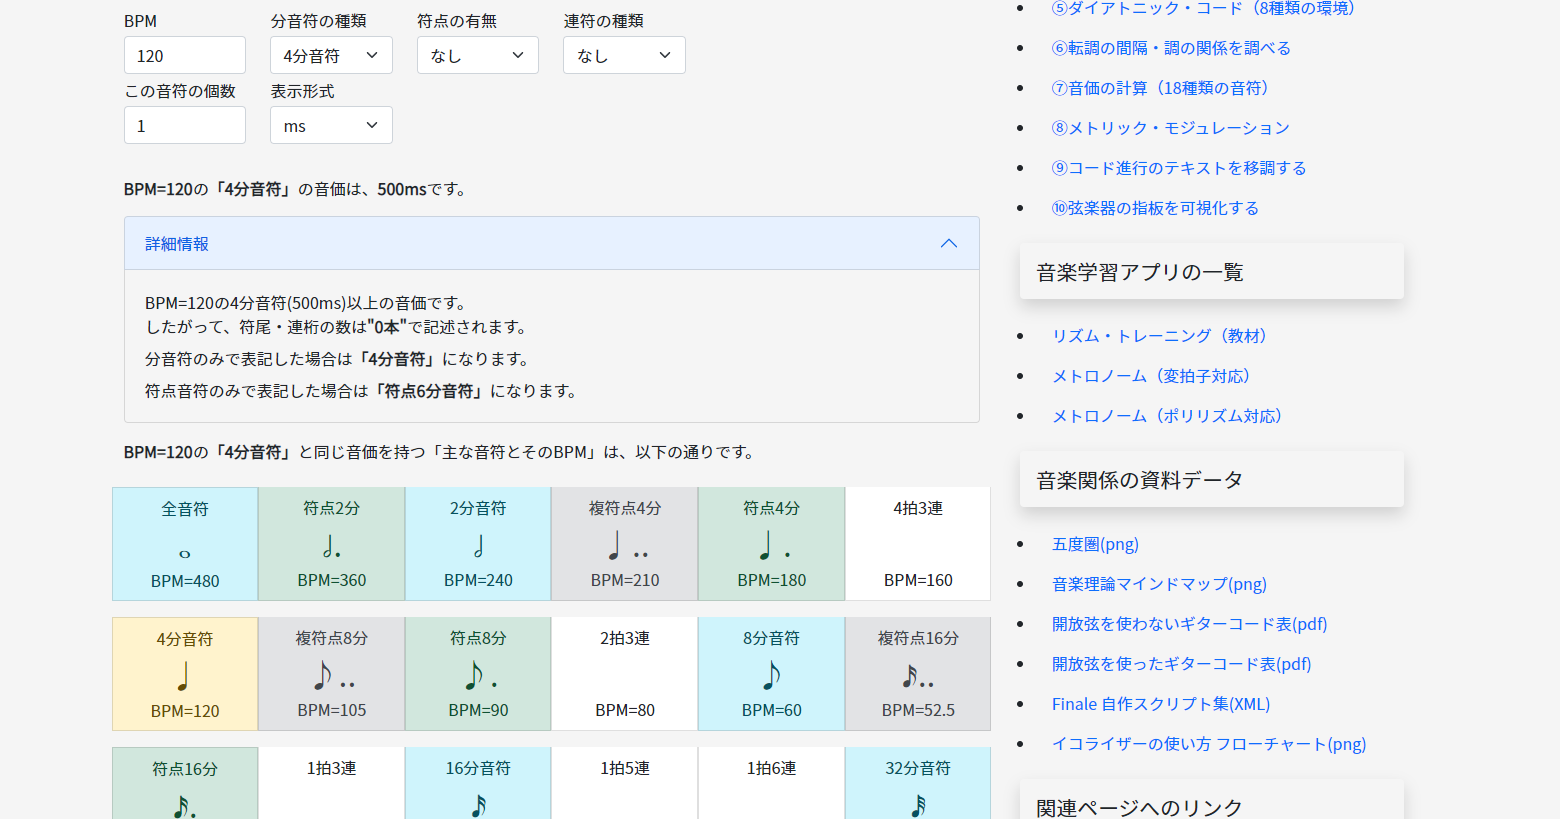 BPM
分音符の種類
符点の有無
連符の種類
120
4分音符
なし
なし
この音符の個数
表示形式
1
ms
BPM=120の「4分音符」の音価は、500msです。
詳細情報
BPM=120の4分音符(500ms)以上の音価です。
したがって、符尾・連桁の数は"0本"で記述されます。
分音符のみで表記した場合は「4分音符」になります。
符点音符のみで表記した場合は「符点6分音符」になります。
BPM=120の「4分音符」と同じ音価を持つ「主な音符とそのBPM」は、以下の通りです。
全音符
BPM=480
符点2分
BPM=360
2分音符
BPM=240
複符点4分
BPM=210
符点4分
BPM=180
4拍3連
BPM=160
4分音符
BPM=120
複符点8分
BPM=105
符点8分
BPM=90
2拍3連
BPM=80
8分音符
BPM=60
複符点16分
BPM=52.5
符点16分
1拍3連
16分音符
1拍5連
1拍6連
32分音符
⑤ダイアトニック・コード（8種類の環境）
⑥転調の間隔・調の関係を調べる
⑦音価の計算（18種類の音符）
⑧メトリック・モジュレーション
⑨コード進行のテキストを移調する
⑩弦楽器の指板を可視化する
音楽学習アプリの一覧
リズム・トレーニング（教材）
メトロノーム（変拍子対応）
メトロノーム（ポリリズム対応）
音楽関係の資料データ
五度圏(png)
音楽理論マインドマップ(png)
開放弦を使わないギターコード表(pdf)
開放弦を使ったギターコード表(pdf)
Finale 自作スクリプト集(XML)
イコライザーの使い方 フローチャート(png)
関連ページへのリンク